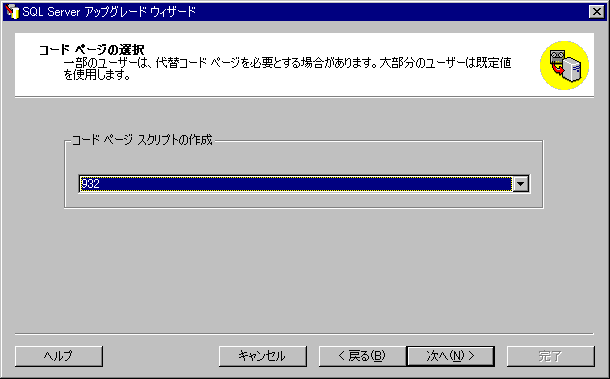 SQL Server アップグレード ウィザード
コード ページの選択
一部のユーザーは、代替コード ページを必要とする場合があります。大部分のユーザーは既定値
を使用します。
コード ページ スクリプトの作成
932
ヘルプ
キャンセル
< 戻る(B)
次へ(N) >
完了